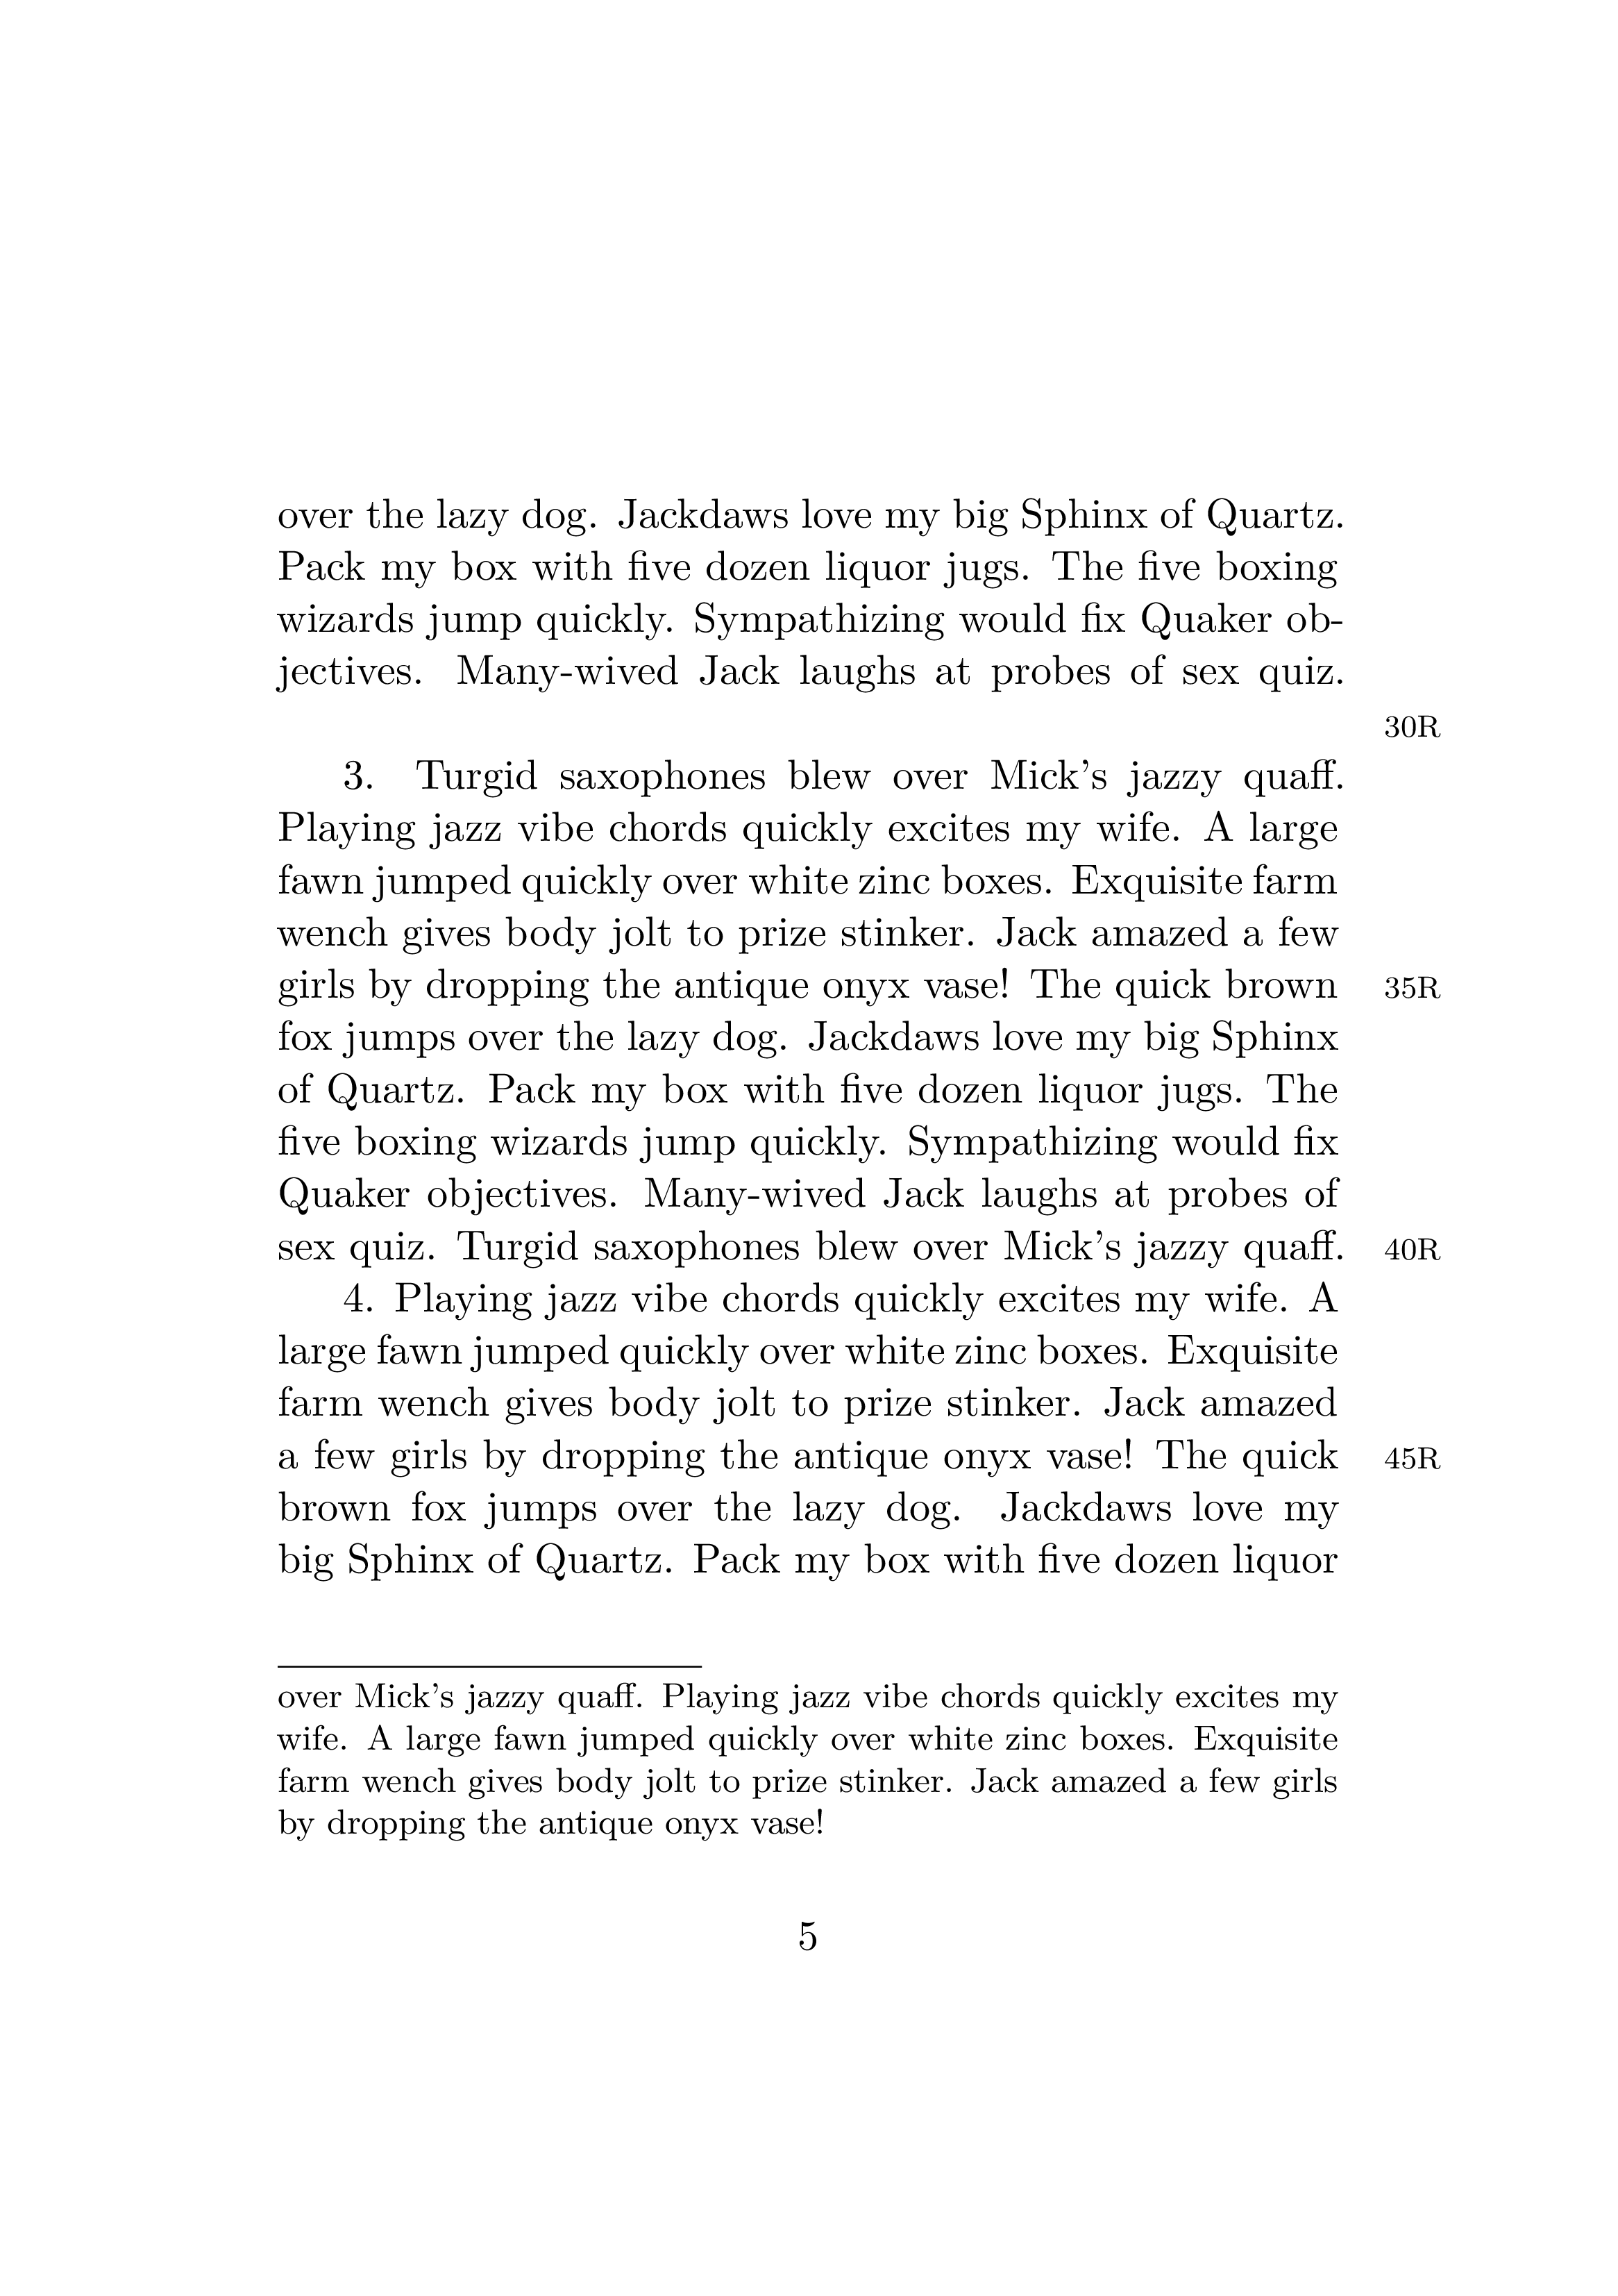 over the lazy dog. Jackdaws love my big Sphinx of Quartz.
Pack my box with five dozen liquor jugs. The five boxing
wizards jump quickly. Sympathizing would fix Quaker ob-
jectives. Many-wived Jack laughs at probes of sex quiz.
30R
3. Turgid saxophones blew over Mick's jazzy quaff.
Playing jazz vibe chords quickly excites my wife. A large
fawn jumped quickly over white zinc boxes. Exquisite farm
wench gives body jolt to prize stinker. Jack amazed a few
girls by dropping the antique onyx vase! The quick brown 35R
fox jumps over the lazy dog. Jackdaws love my big Sphinx
of Quartz. Pack my box with five dozen liquor jugs. The
five boxing wizards jump quickly. Sympathizing would fix
Quaker objectives. Many-wived Jack laughs at probes of
sex quiz. Turgid saxophones blew over Mick's jazzy quaff. 40R
4. Playing jazz vibe chords quickly excites my wife. A
large fawn jumped quickly over white zinc boxes. Exquisite
farm wench gives body jolt to prize stinker. Jack amazed
a few girls by dropping the antique onyx vase! The quick 45R
brown fox jumps over the lazy dog. Jackdaws love my
big Sphinx of Quartz. Pack my box with five dozen liquor
over Mick's jazzy quaff. Playing jazz vibe chords quickly excites my
wife. A large fawn jumped quickly over white zinc boxes. Exquisite
farm wench gives body jolt to prize stinker. Jack amazed a few girls
by dropping the antique onyx vase!
5